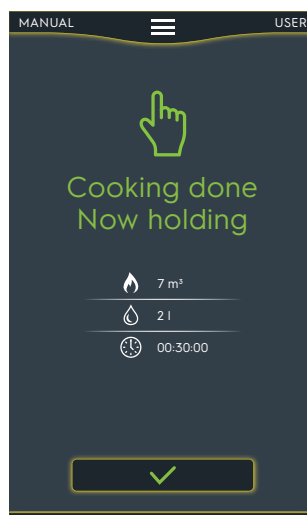 MANUAL USER
Cooking done
Now holding
7 m³
2 l
00:30:00